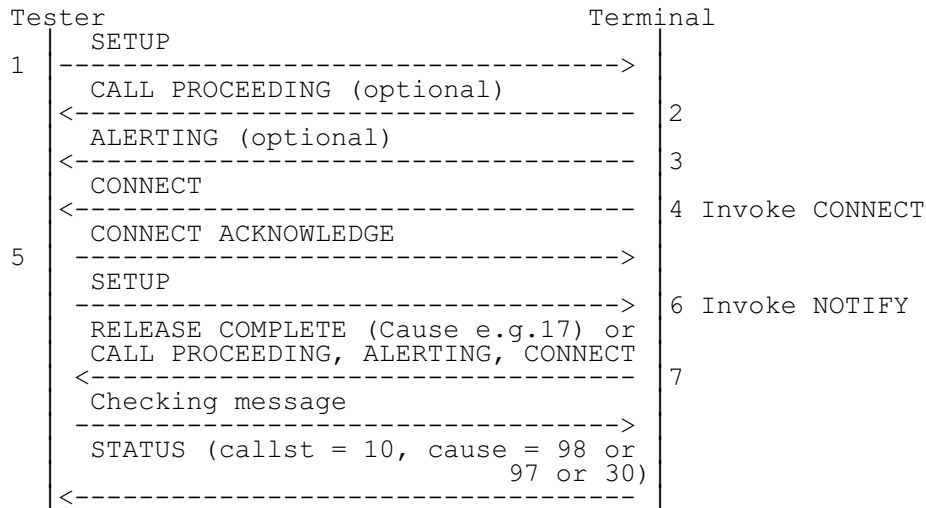 Tester Terminal
SETUP
1 |----------------------------------->
CALL PROCEEDING (optional)
|<----------------------------------- |2
ALERTING (optional)
|<----------------------------------- |3
CONNECT
|<----------------------------------- |4 Invoke CONNECT
CONNECT ACKNOWLEDGE
5 | ---------------------------------->
SETUP
---------------------------------->|6 Invoke NOTIFY
RELEASE COMPLETE (Cause e.g.17) or
CALL PROCEEDING, ALERTING, CONNECT
<---------------------------------- |7
Checking message
---------------------------------->
STATUS (callst = 10, cause = 98 or
97 or 30)
|<-----------------------------------